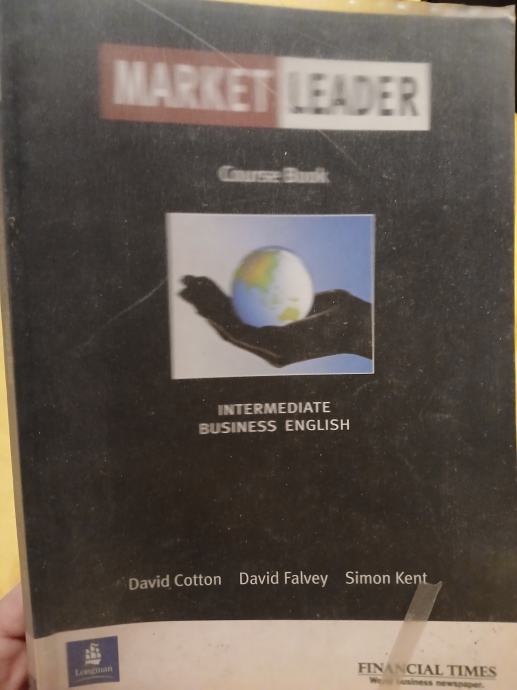 MARKET LEADER
Course Book
INTERMEDIATE
BUSINESS ENGLISH
David Cotton David Falvey Simon Kent
Longman
FINANCIAL TIMES
business newspaper.